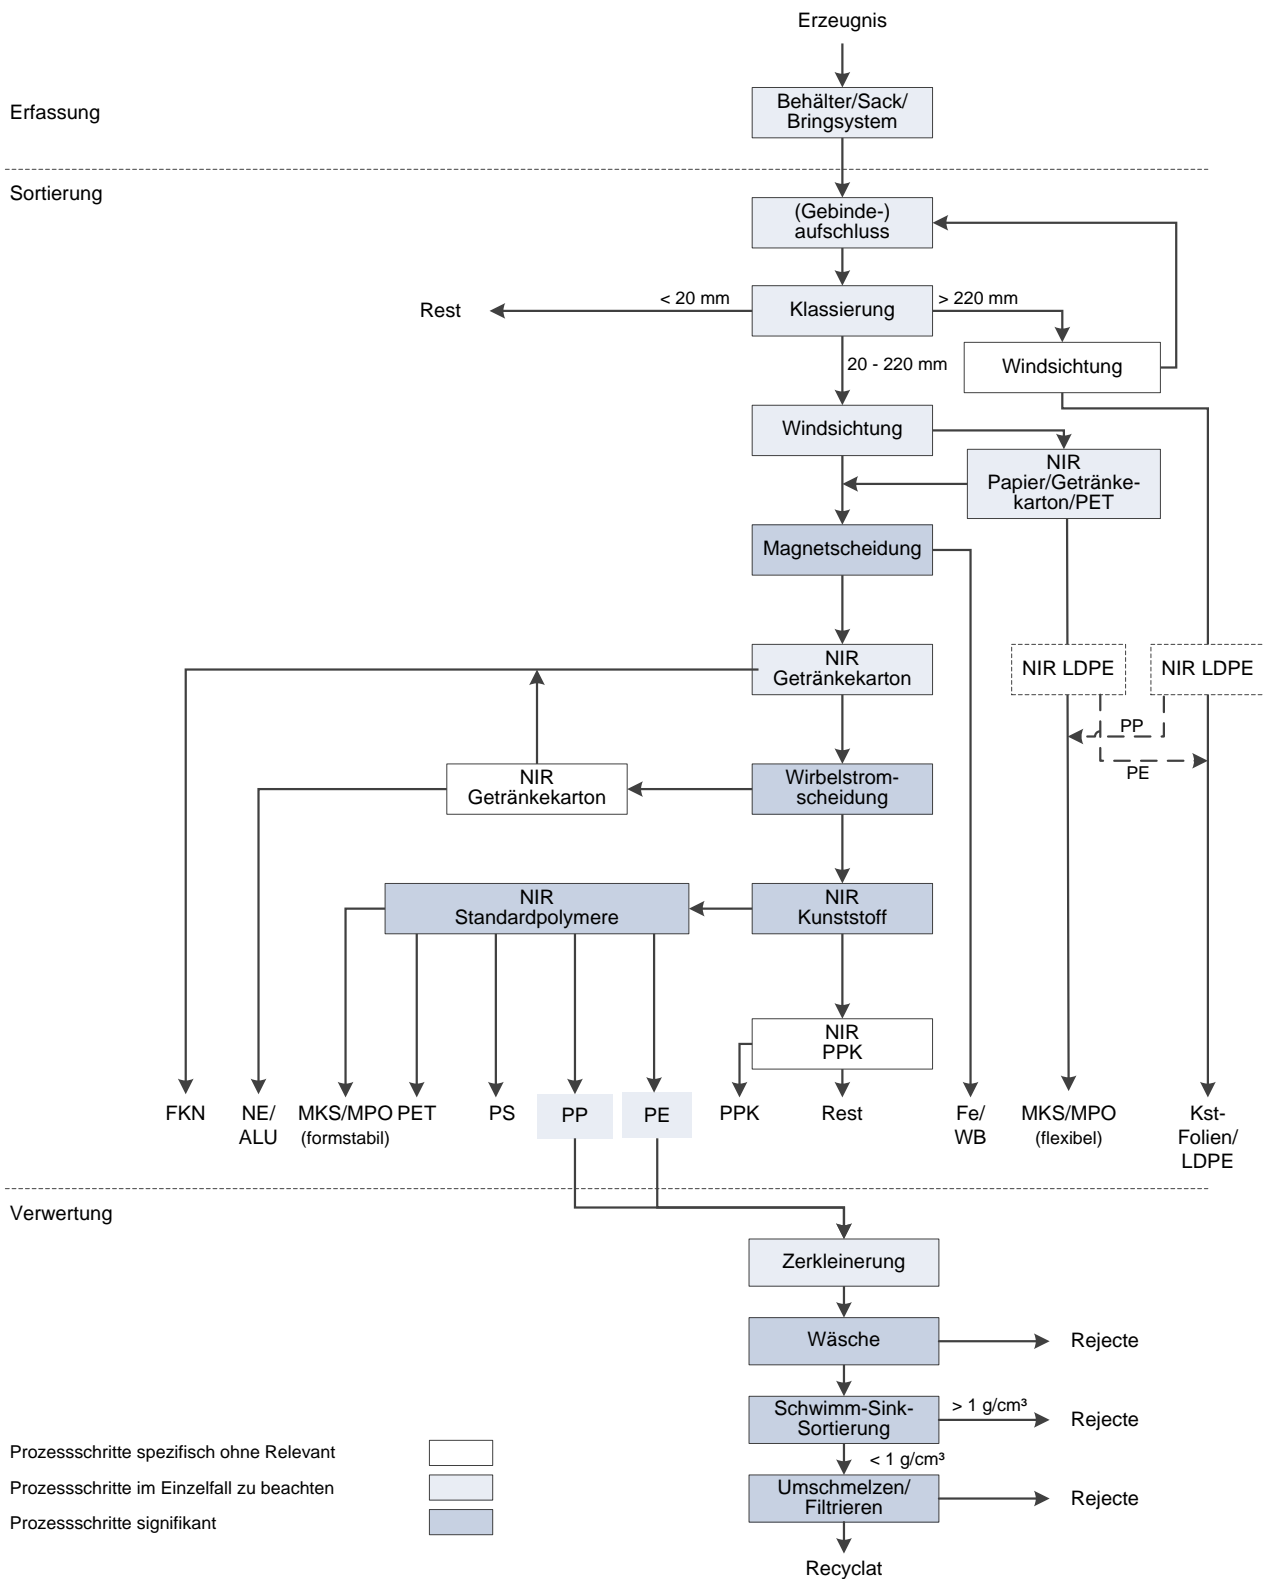 Erzeugnis
Erfassung
Behälter/Sack/
Bringsystem
Sortierung
(Gebinde-)
aufschluss
Rest
< 20 mm
Klassierung
> 220 mm
20 - 220 mm
Windsichtung
Windsichtung
NIR
Papier/Getränke-
karton/PET
Magnetscheidung
NIR
Getränkekarton
NIR LDPE
NIR LDPE
PP
PE
NIR
Getränkekarton
Wirbelstrom-
scheidung
NIR
Standardpolymere
NIR
Kunststoff
NIR
PPK
FKN
NE/
ALU
MKS/MPO
(formstabil)
PET
PS
PP
PE
PPK
Rest
Fe/
WB
MKS/MPO
(flexibel)
Kst-
Folien/
LDPE
Verwertung
Zerkleinerung
Wäsche
Rejecte
Schwimm-Sink-
Sortierung
> 1 g/cm³
Rejecte
< 1 g/cm³
Umschmelzen/
Filtrieren
Rejecte
Recyclat
Prozessschritte spezifisch ohne Relevant
Prozessschritte im Einzelfall zu beachten
Prozessschritte signifikant